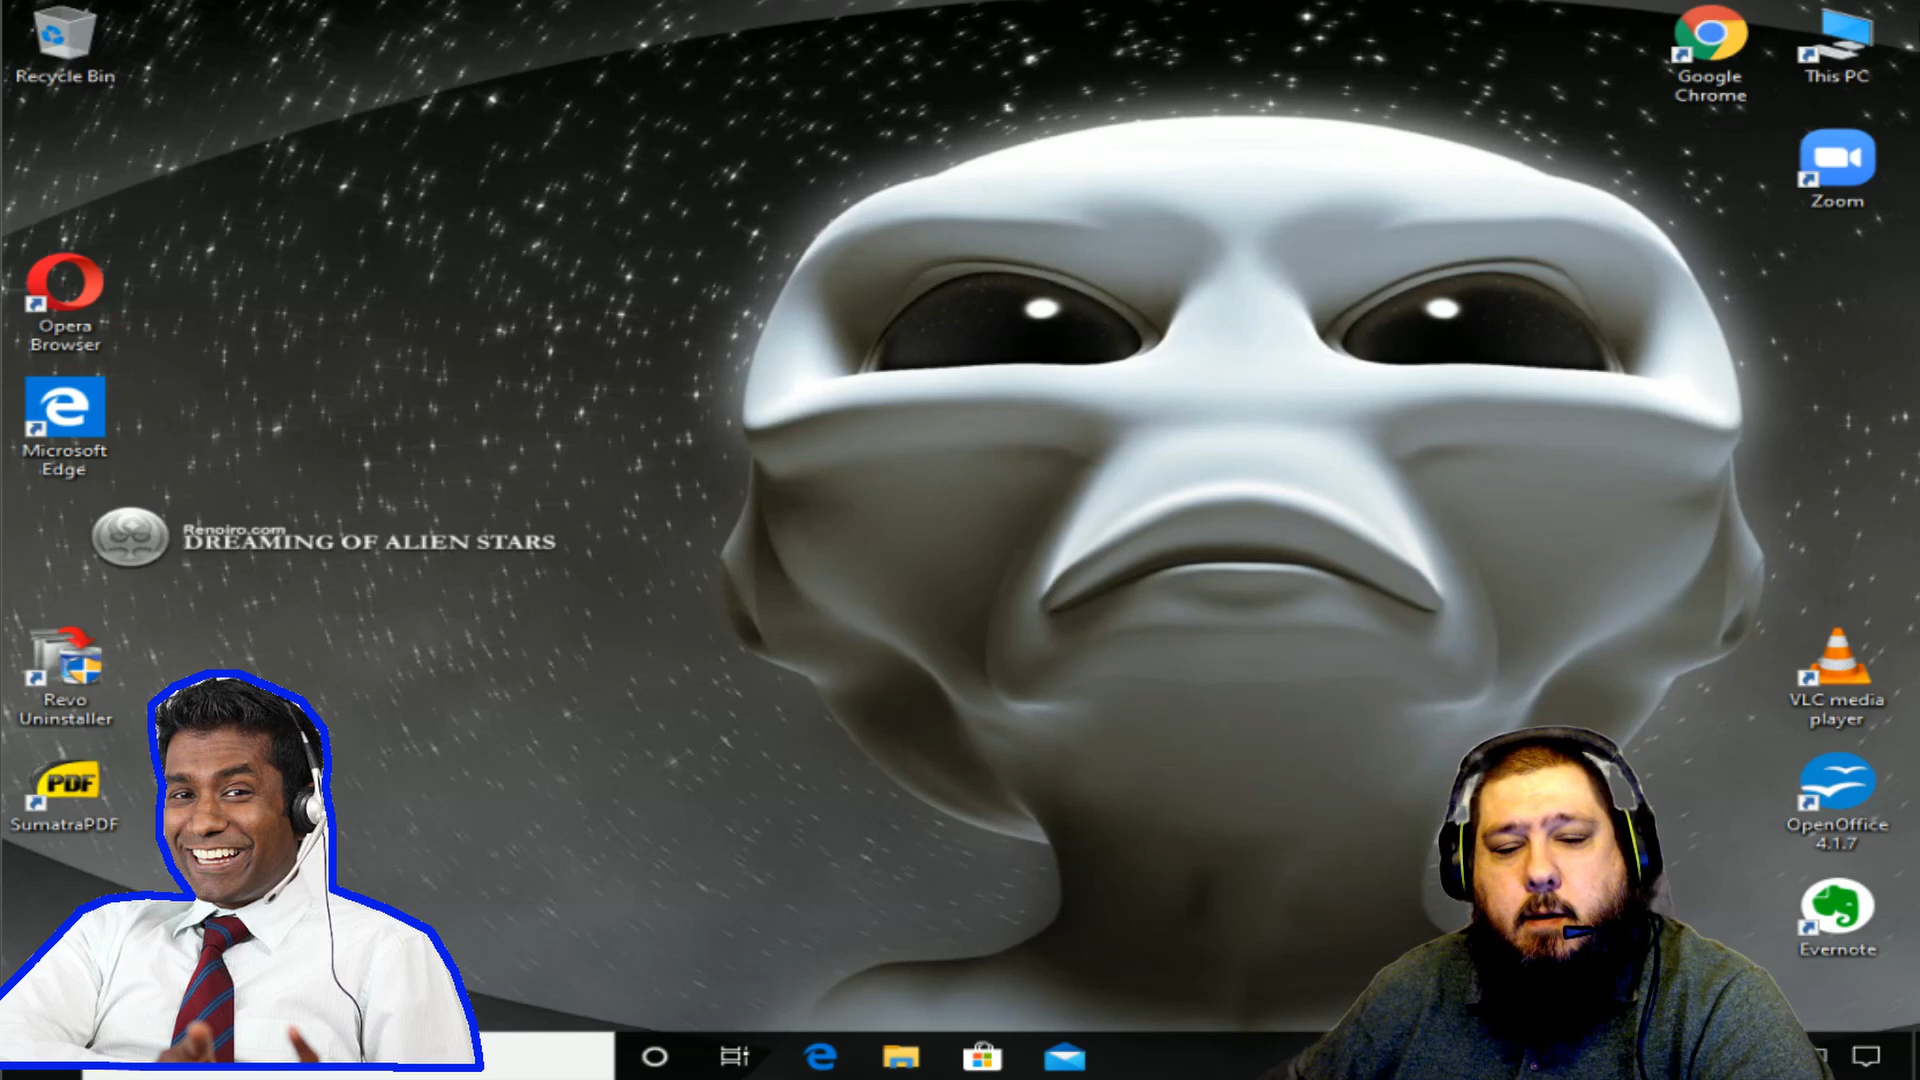 Recycle Bin
Google
Chrome
This PC
Zoom
Opera
Browser
Microsoft
Edge
Renoiro.com
DREAMING OF ALIEN STARS
Revo
Uninstaller
VLC media
player
PDF
SumatraPDF
OpenOffice
4.1.7
Evernote